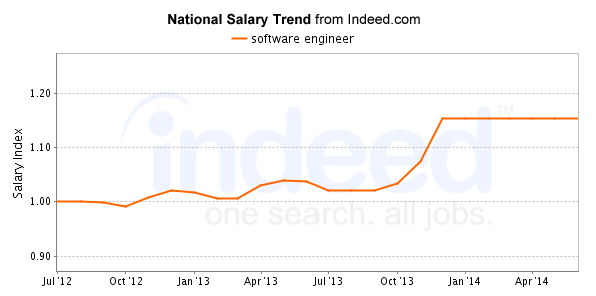 National Salary Trend from Indeed.com
software engineer
1.20
1.10
1.00
0.90
Salary Index
indeed™
one search. all jobs.
Jul '12 Oct '12 Jan '13 Apr '13 Jul '13 Oct '13 Jan '14 Apr '14